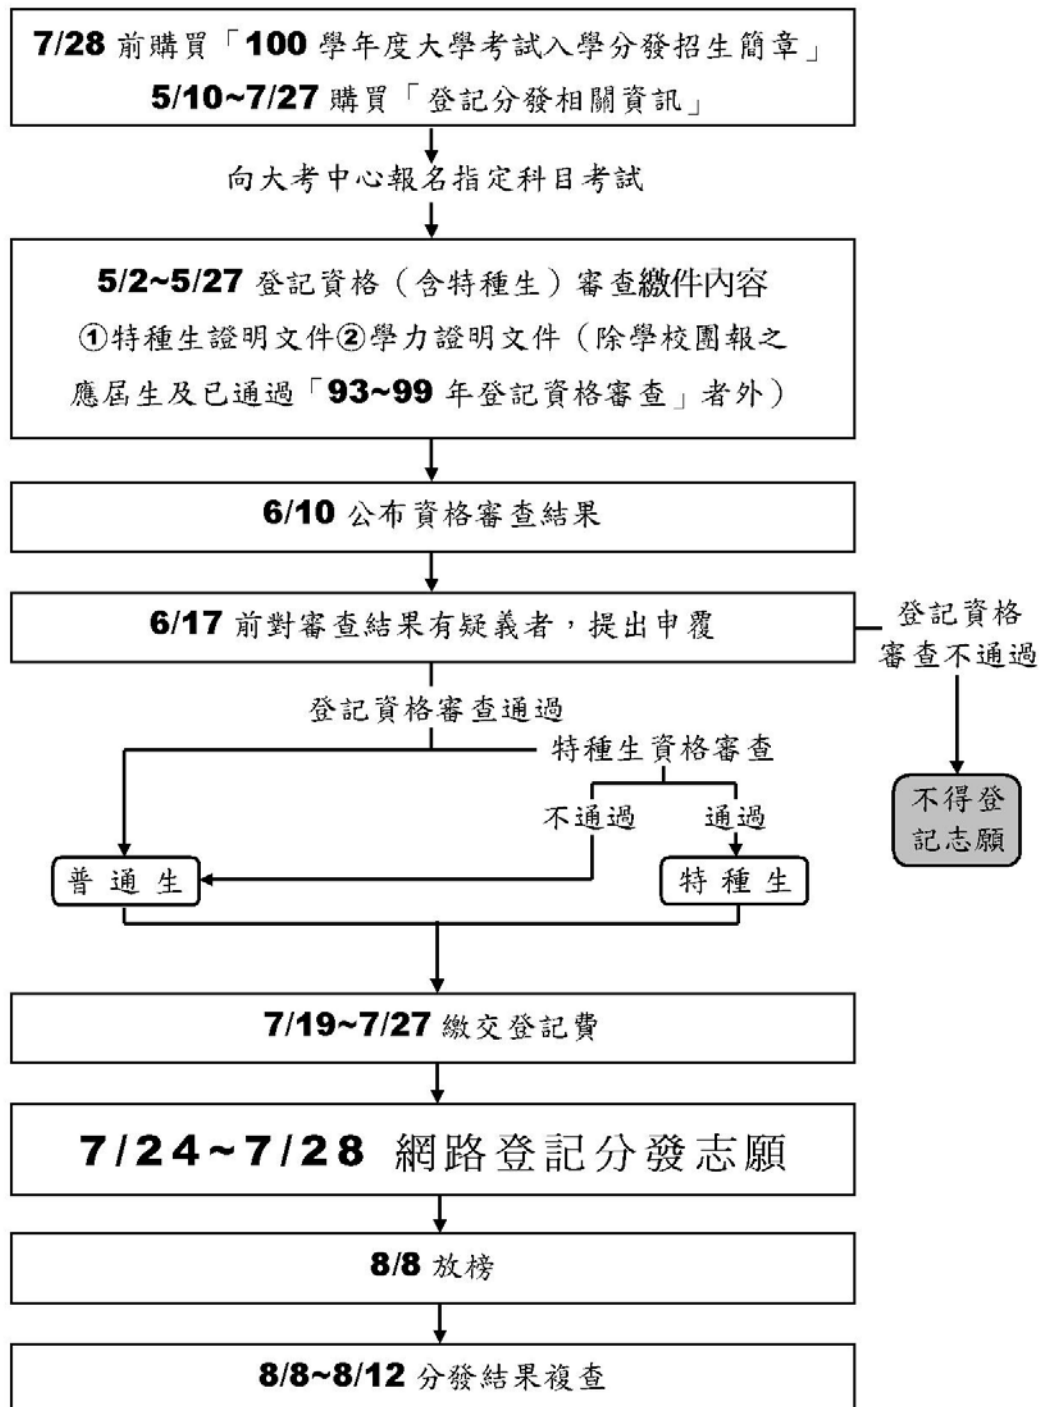 7/28 前購買「100 學年度大學考試入學分發招生簡章」
5/10~7/27 購買「登記分發相關資訊」
向大考中心報名指定科目考試
5/2~5/27 登記資格（含特種生）審查繳件內容
①特種生證明文件②學力證明文件（除學校團報之
應屆生及已通過「93~99 年登記資格審查」者外）
6/10 公布資格審查結果
6/17 前對審查結果有疑義者，提出申覆
登記資格
審查不通過
登記資格審查通過
特種生資格審查
不通過
通過
不得登
記志願
普通生
特種生
7/19~7/27 繳交登記費
7/24~7/28 網路登記分發志願
8/8 放榜
8/8~8/12 分發結果複查